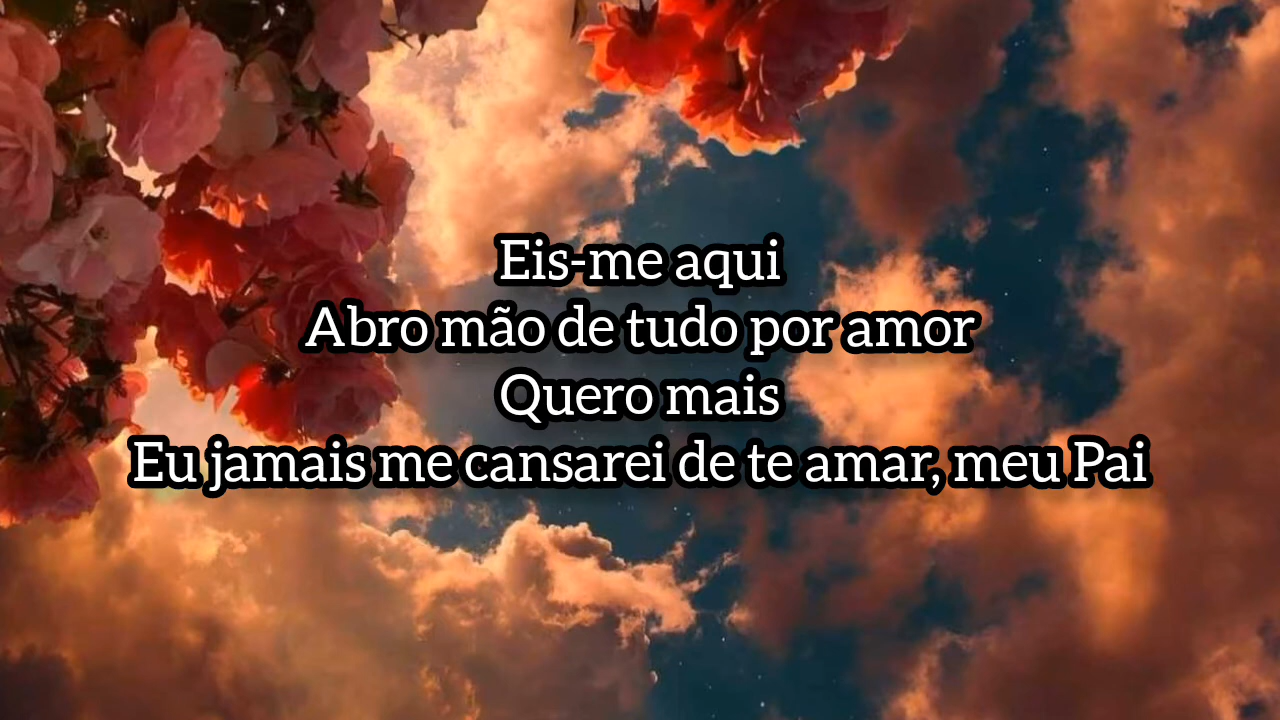 Eis-me aqui
Abro mão de tudo por amor
Quero mais
Eu jamais me cansarei de te amar, meu Pai